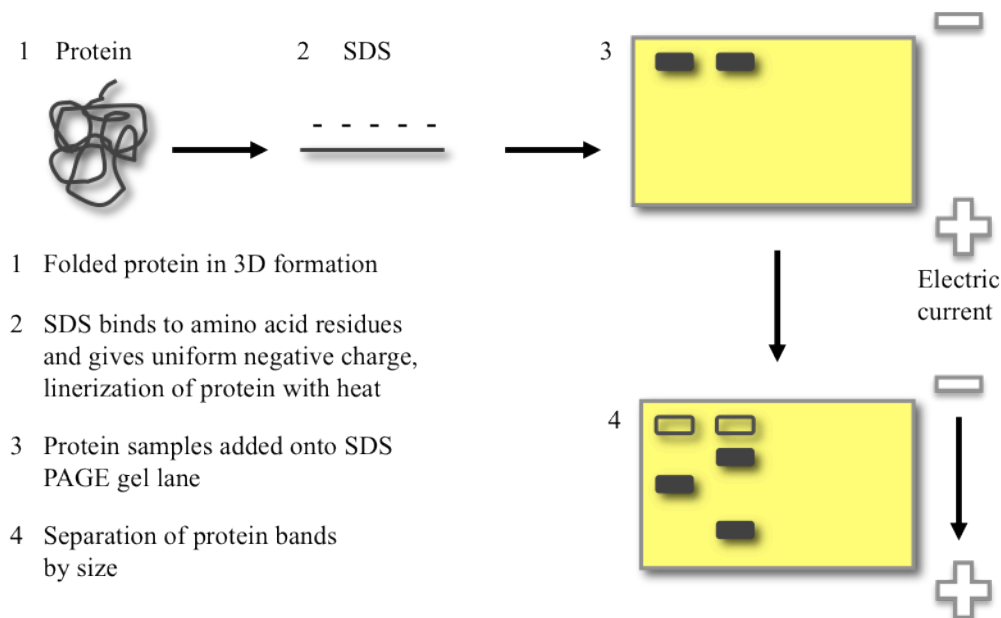 1 Protein
2 SDS
3
1 Folded protein in 3D formation
Electric
current
2 SDS binds to amino acid residues
and gives uniform negative charge,
linerization of protein with heat
4
3 Protein samples added onto SDS
PAGE gel lane
4 Separation of protein bands
by size